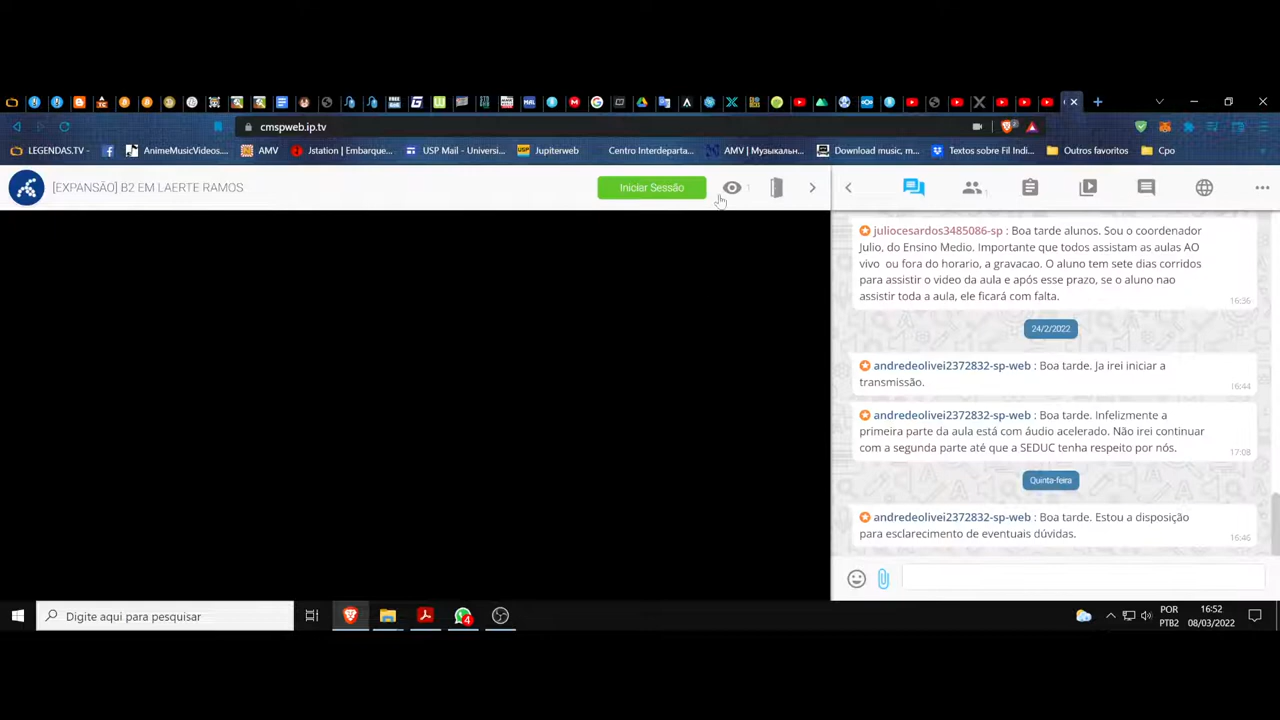 cmspweb.ip.tv
2
LEGENDAS.TV -
AnimeMusicVideos...
AMV
Jstation | Embarque...
USP Mail - Universi...
Jupiterweb
Centro Interdeparta...
AMV | Музыкальн...
Download music, m...
Textos sobre Fil Indi...
Outros favoritos
Cpo
[EXPANSÃO] B2 EM LAERTE RAMOS
Iniciar Sessão
1
1
juliocesardos3485086-sp : Boa tarde alunos. Sou o coordenador
Julio, do Ensino Medio. Importante que todos assistam as aulas AO
vivo ou fora do horario, a gravacao. O aluno tem sete dias corridos
para assistir o video da aula e após esse prazo, se o aluno nao
assistir toda a aula, ele ficará com falta.
16:36
24/2/2022
andredeolivei2372832-sp-web : Boa tarde. Ja irei iniciar a
transmissão.
16:44
andredeolivei2372832-sp-web : Boa tarde. Infelizmente a
primeira parte da aula está com áudio acelerado. Não irei continuar
com a segunda parte até que a SEDUC tenha respeito por nós.
17:08
Quinta-feira
andredeolivei2372832-sp-web : Boa tarde. Estou a disposição
para esclarecimento de eventuais dúvidas.
16:46
Digite aqui para pesquisar
4
POR
PTB2
16:52
08/03/2022